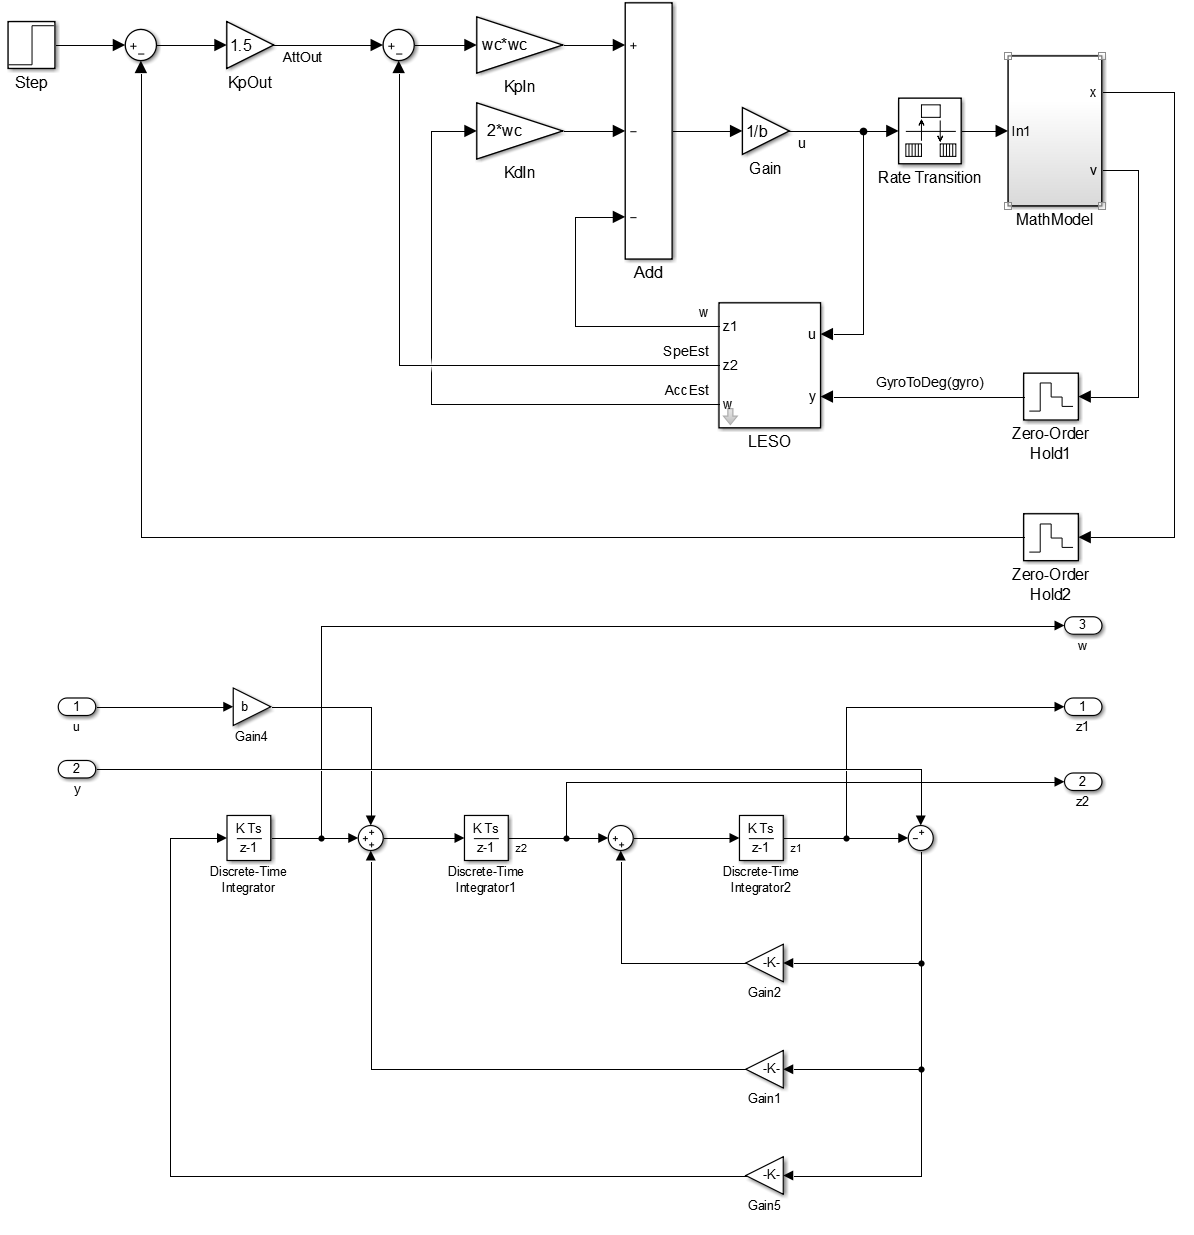 Step
+
−
1.5
KpOut
AttOut
+
−
wc*wc
KpIn
2*wc
KdIn
+
−
−
Add
1/b
Gain
u
Rate Transition
In1
x
v
MathModel
w
z1
SpeEst
z2
AccEst
w
u
y
LESO
GyroToDeg(gyro)
Zero-Order
Hold1
Zero-Order
Hold2
3
w
1
u
b
Gain4
1
z1
2
y
2
z2
K Ts
z-1
Discrete-Time
Integrator
+
+
+
K Ts
z-1
z2
Discrete-Time
Integrator1
+
+
K Ts
z-1
z1
Discrete-Time
Integrator2
+
−
-K-
Gain2
-K-
Gain1
-K-
Gain5